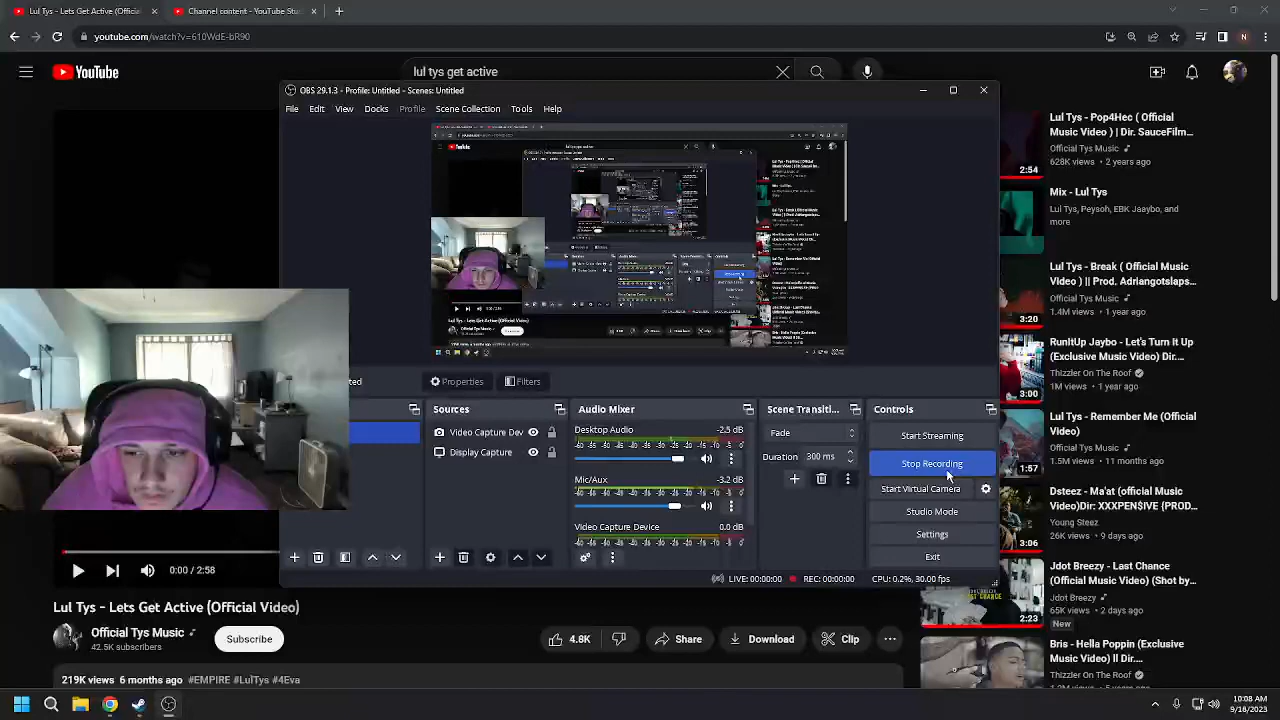 Lul Tys - Lets Get Active (Official
Channel content - YouTube Studio
youtube.com/watch?v=610WdE-bR90
N
YouTube
lul tys get active
OBS 29.1.3 - Profile: Untitled - Scenes: Untitled
File Edit View Docks Profile Scene Collection Tools Help
Properties Filters
Sources
Video Capture Dev
Display Capture
Audio Mixer
Desktop Audio -2.5 dB
Mic/Aux -3.2 dB
Video Capture Device 0.0 dB
Scene Transiti...
Fade
Duration 300 ms
Controls
Start Streaming
Stop Recording
Start Virtual Camera
Studio Mode
Settings
Exit
LIVE: 00:00:00 REC: 00:00:00 CPU: 0.2%, 30.00 fps
0:00 / 2:58
Lul Tys - Lets Get Active (Official Video)
Official Tys Music
42.5K subscribers
Subscribe
4.8K
Share
Download
Clip
219K views 6 months ago #EMPIRE #LulTys #4Eva
Lul Tys - Pop4Hec ( Official
Music Video ) | Dir. Saucefilm...
Official Tys Music
628K views • 2 years ago
2:54
Mix - Lul Tys
Lul Tys, Peysoh, EBK Jaaybo, and
more
Lul Tys - Break ( Official Music
Video ) || Prod. Adriangotbaps...
Official Tys Music
1.4M views • 1 year ago
3:20
RunItUp Jaybo - Let's Turn It Up
(Exclusive Music Video) Dir....
Thizzler On The Roof
1M views • 1 year ago
3:00
Lul Tys - Remember Me (Official
Video)
Official Tys Music
1.5M views • 11 months ago
1:57
Dsteez - Ma'at (official Music
Video)Dir: XXXPEN$IVE (PROD...
Young Steez
26K views • 9 days ago
3:06
Jdot Breezy - Last Chance
(Official Music Video) (Shot by...
Jdot Breezy
65K views • 2 days ago
2:23
New
Bris - Hella Poppin (Exclusive
Music Video) ll Dir....
Thizzler On The Roof
10:08 AM
9/18/2023